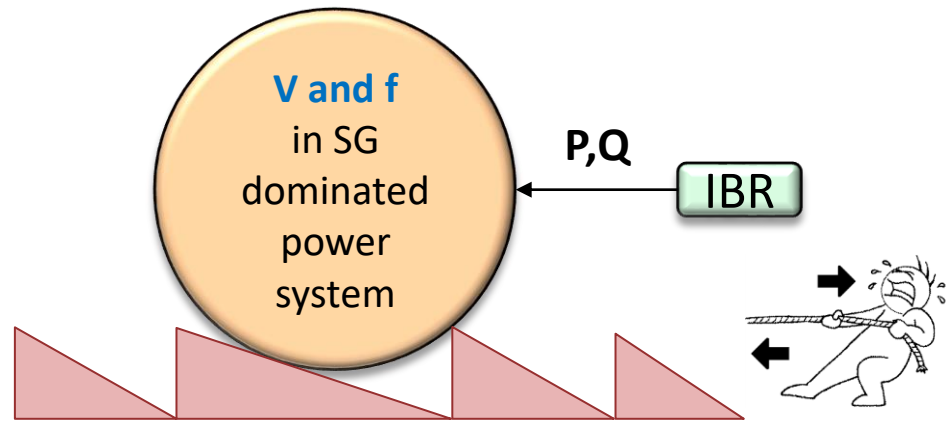 V and f
in SG
dominated
power
system
P,Q
IBR